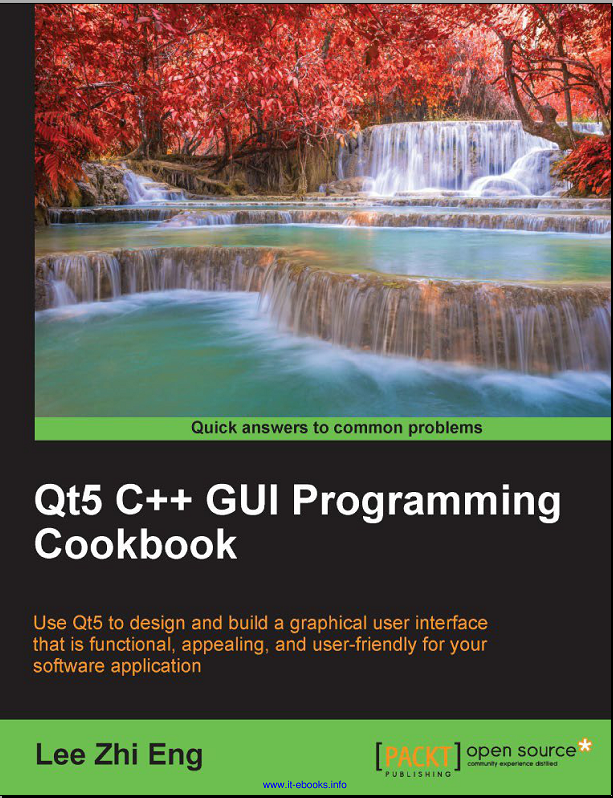 Quick answers to common problems
Qt5 C++ GUI Programming
Cookbook
Use Qt5 to design and build a graphical user interface
that is functional, appealing, and user-friendly for your
software application
Lee Zhi Eng
[PACKT]
PUBLISHING
open source*
community experience distilled
www.it-ebooks.info